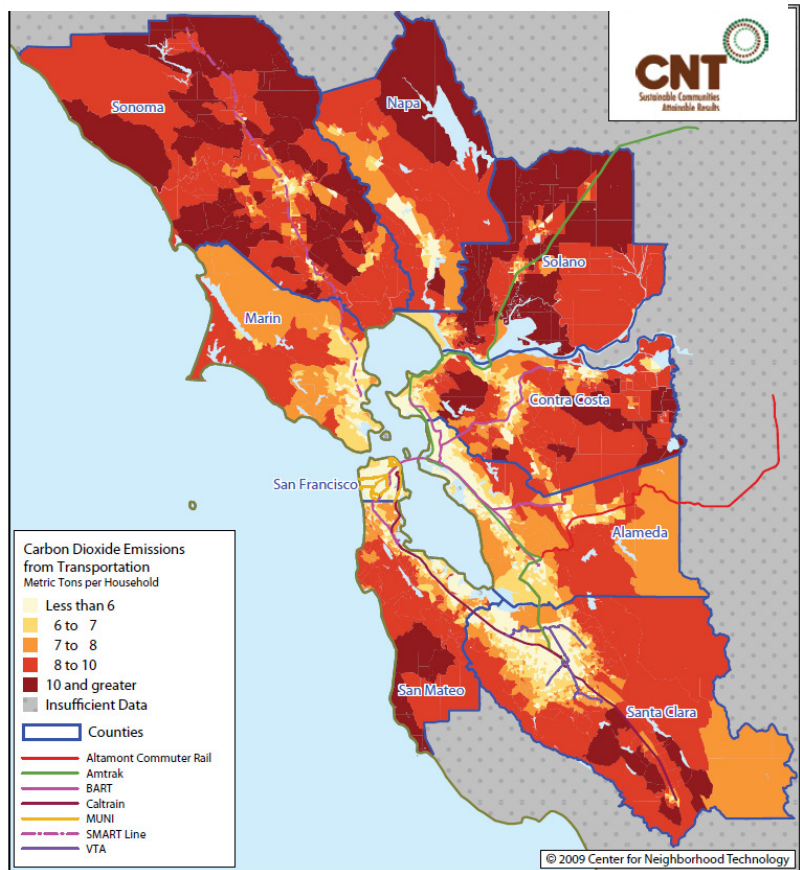 CNT
Sustainable Communities
Attainable Results
Sonoma
Napa
Solano
Marin
Contra Costa
San Francisco
Alameda
San Mateo
Santa Clara
Carbon Dioxide Emissions
from Transportation
Metric Tons per Household
Less than 6
6 to 7
7 to 8
8 to 10
10 and greater
Insufficient Data
Counties
Altamont Commuter Rail
Amtrak
BART
Caltrain
MUNI
SMART Line
VTA
© 2009 Center for Neighborhood Technology